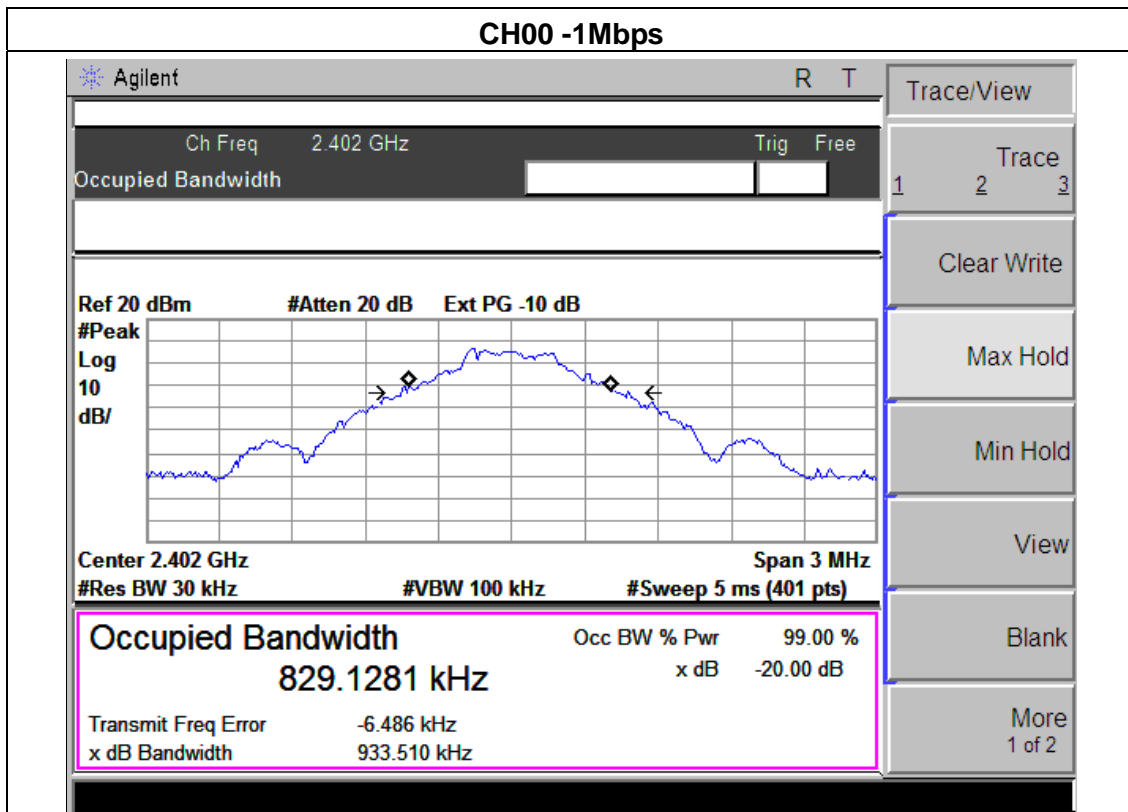 CH00 -1Mbps
Agilent R T
Ch Freq 2.402 GHz Trig Free
Occupied Bandwidth
Ref 20 dBm #Atten 20 dB Ext PG -10 dB
#Peak
Log
10
dB/
Center 2.402 GHz Span 3 MHz
#Res BW 30 kHz #VBW 100 kHz #Sweep 5 ms (401 pts)
Occupied Bandwidth Occ BW % Pwr 99.00 %
829.1281 kHz x dB -20.00 dB
Transmit Freq Error -6.486 kHz
x dB Bandwidth 933.510 kHz
Trace/View
Trace
1 2 3
Clear Write
Max Hold
Min Hold
View
Blank
More
1 of 2